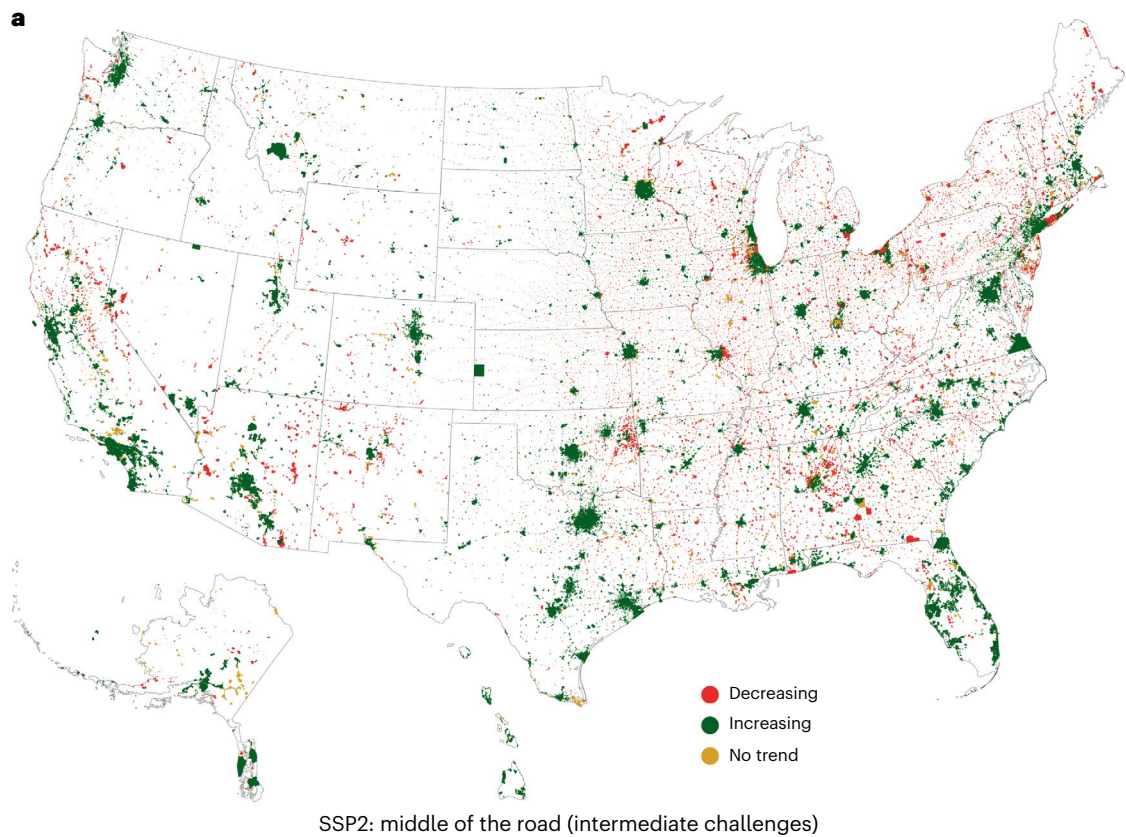 a
Decreasing
Increasing
No trend
SSP2: middle of the road (intermediate challenges)